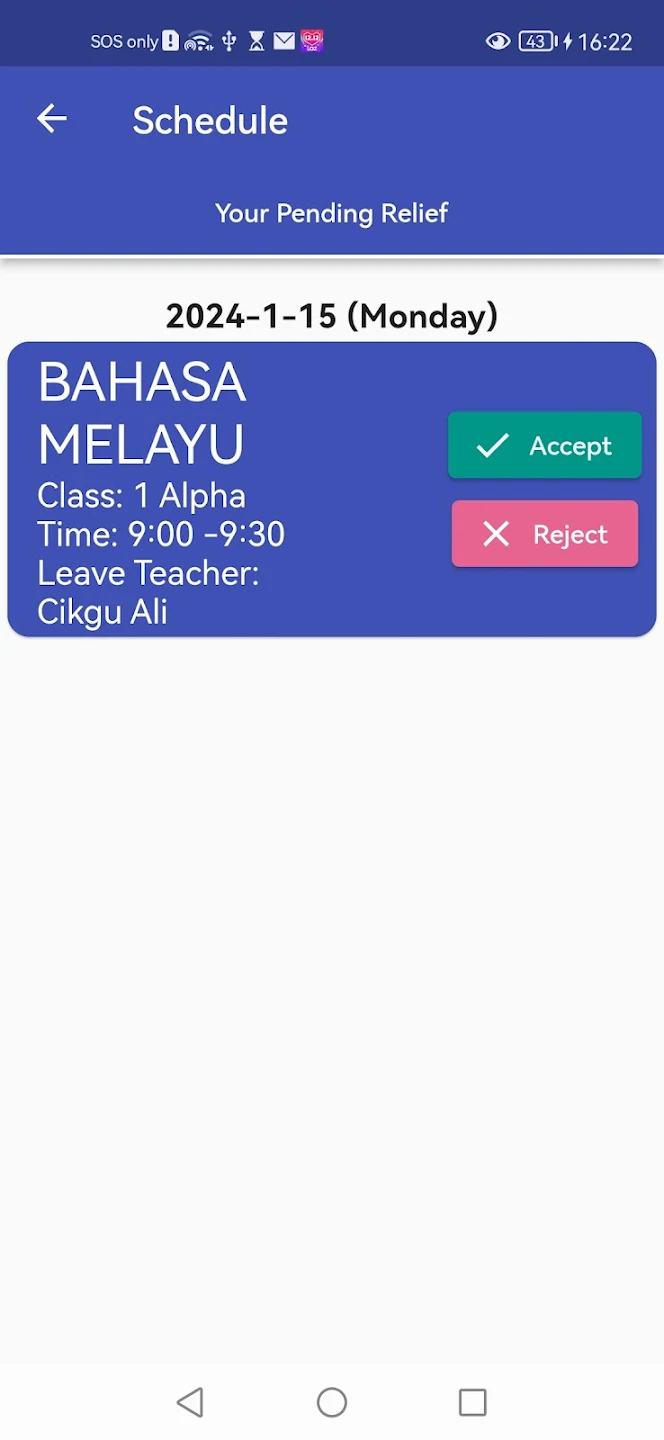 SOS only 43 16:22
Schedule
Your Pending Relief
2024-1-15 (Monday)
BAHASA
MELAYU
Class: 1 Alpha
Time: 9:00 -9:30
Leave Teacher:
Cikgu Ali
Accept
Reject